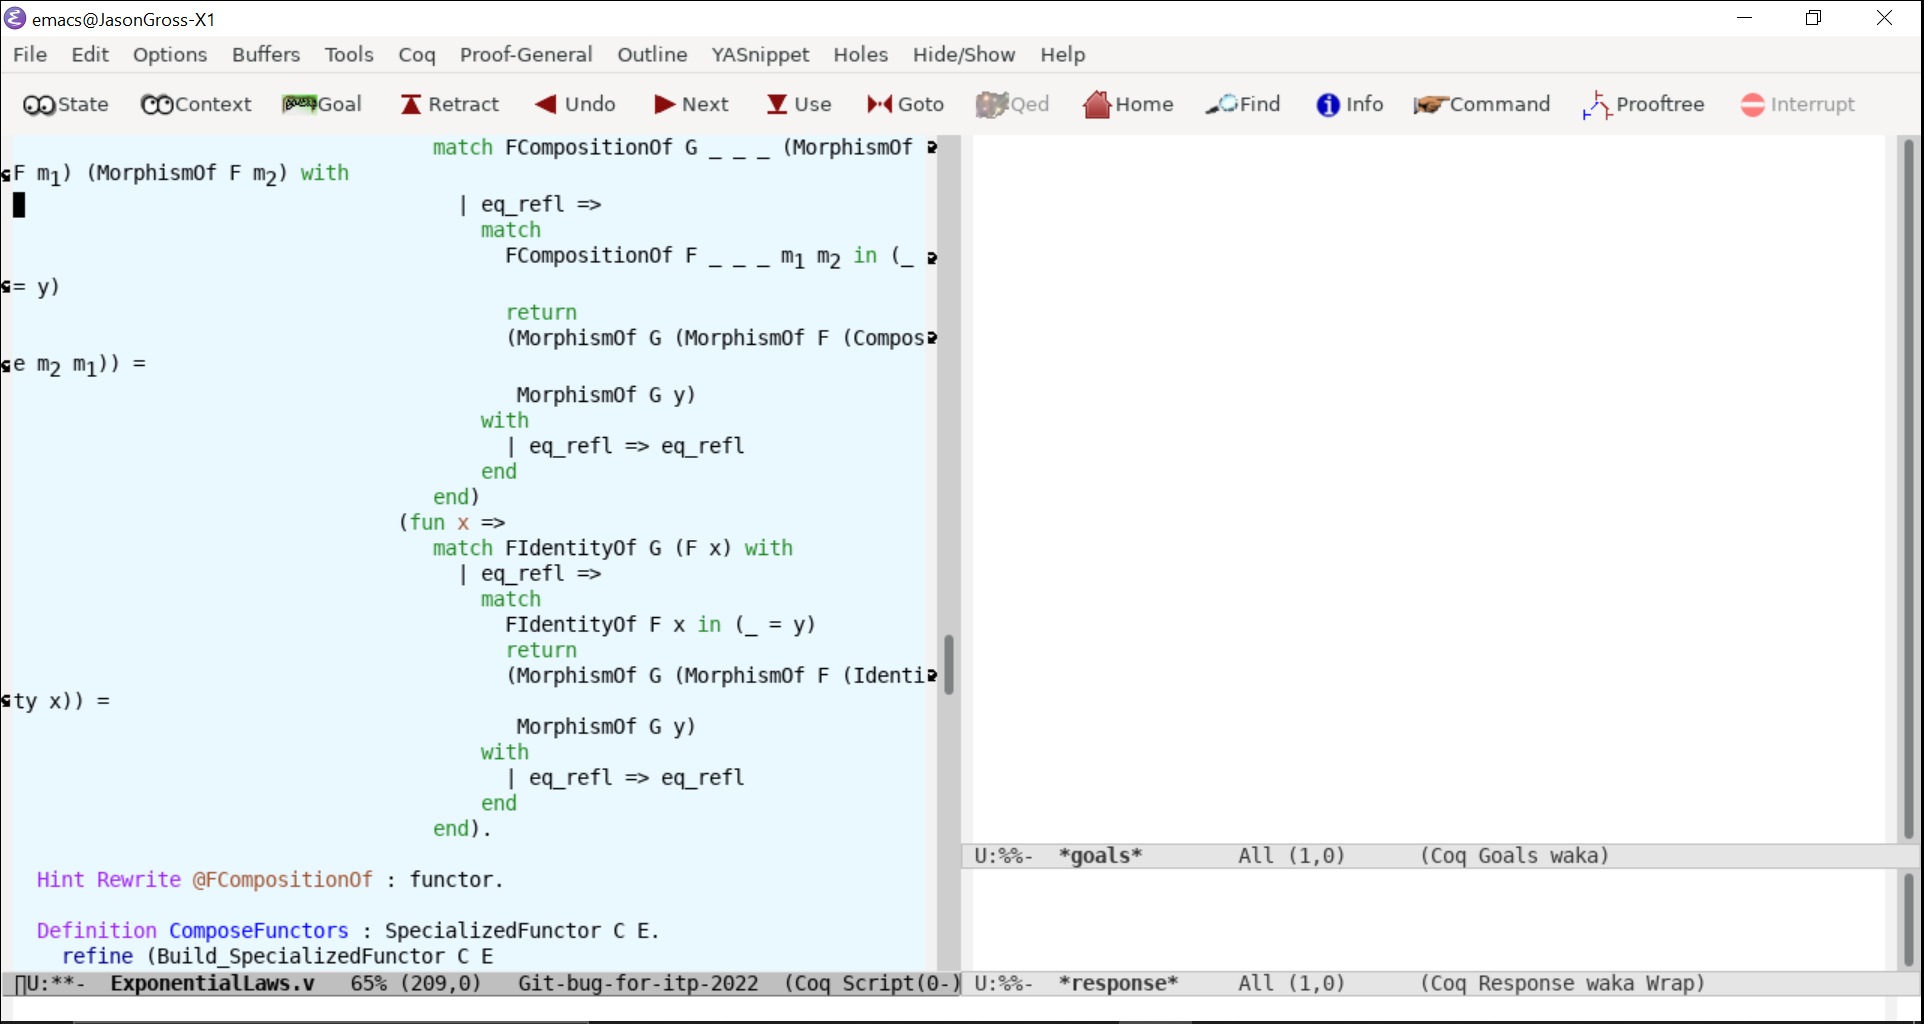 emacs@JasonGross-X1
File Edit Options Buffers Tools Coq Proof-General Outline YASnippet Holes Hide/Show Help
State Context Goal Retract Undo Next Use Goto Qed Home Find Info Command Prooftree Interrupt
match FCompositionOf G _ _ _ (MorphismOf
F m1) (MorphismOf F m2) with
| eq_refl =>
match
FCompositionOf F _ _ _ m1 m2 in (_
= y)
return
(MorphismOf G (MorphismOf F (Compos
e m2 m1)) =
MorphismOf G y)
with
| eq_refl => eq_refl
end
end)
(fun x =>
match FIdentityOf G (F x) with
| eq_refl =>
match
FIdentityOf F x in (_ = y)
return
(MorphismOf G (MorphismOf F (Identi
ty x)) =
MorphismOf G y)
with
| eq_refl => eq_refl
end
end).
Hint Rewrite @FCompositionOf : functor.
Definition ComposeFunctors : SpecializedFunctor C E.
refine (Build_SpecializedFunctor C E
U:**- ExponentialLaws.v 65% (209,0) Git-bug-for-itp-2022 (Coq Script(0-)
U:%%- *goals* All (1,0) (Coq Goals waka)
U:%%- *response* All (1,0) (Coq Response waka Wrap)